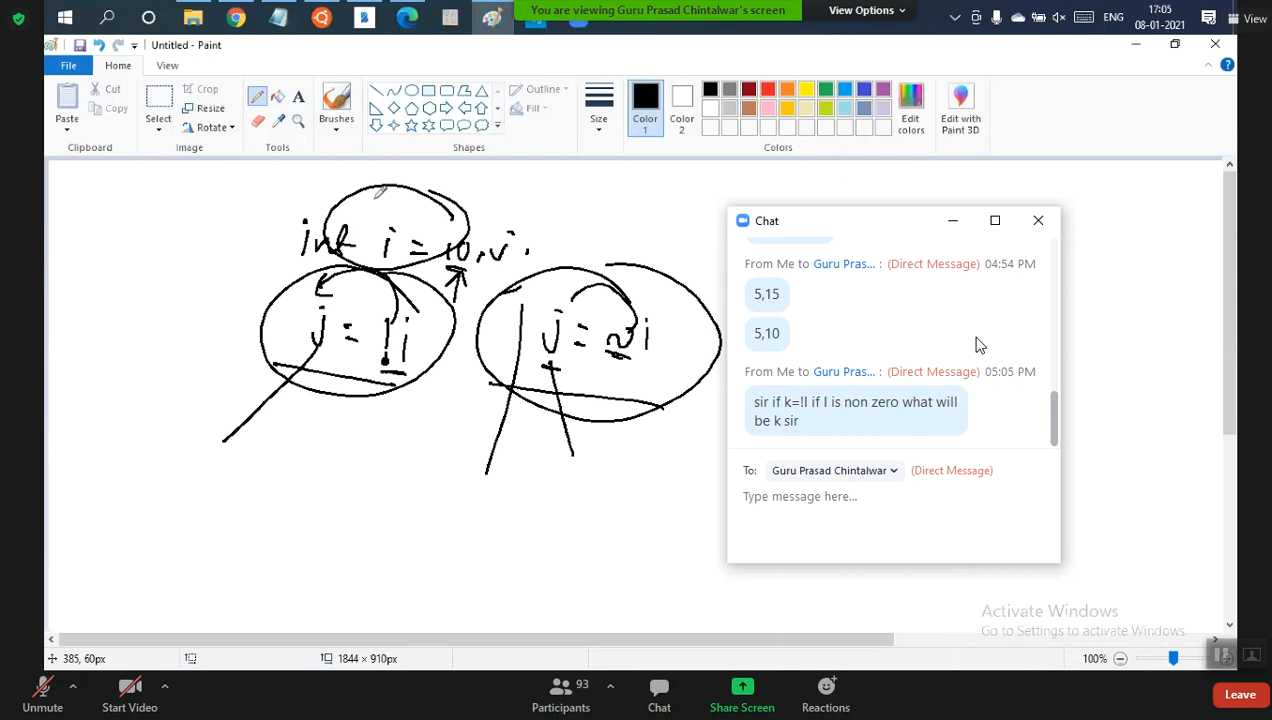 You are viewing Guru Prasad Chintalwar's screen
View Options
ENG
17:05
08-01-2021
View
Untitled - Paint
File
Home
View
Paste
Cut
Copy
Clipboard
Select
Crop
Resize
Rotate
Image
Tools
Brushes
Shapes
Outline
Fill
Size
Color 1
Color 2
Edit colors
Edit with Paint 3D
Colors
int i = 10, j.
j = !i
j = ~i
Chat
From Me to Guru Pras... : (Direct Message) 04:54 PM
5,15
5,10
From Me to Guru Pras... : (Direct Message) 05:05 PM
sir if k=!I if I is non zero what will
be k sir
To: Guru Prasad Chintalwar (Direct Message)
Type message here...
Activate Windows
Go to Settings to activate Windows.
385, 60px
1844 × 910px
100%
Unmute
Start Video
93
Participants
Chat
Share Screen
Reactions
Leave